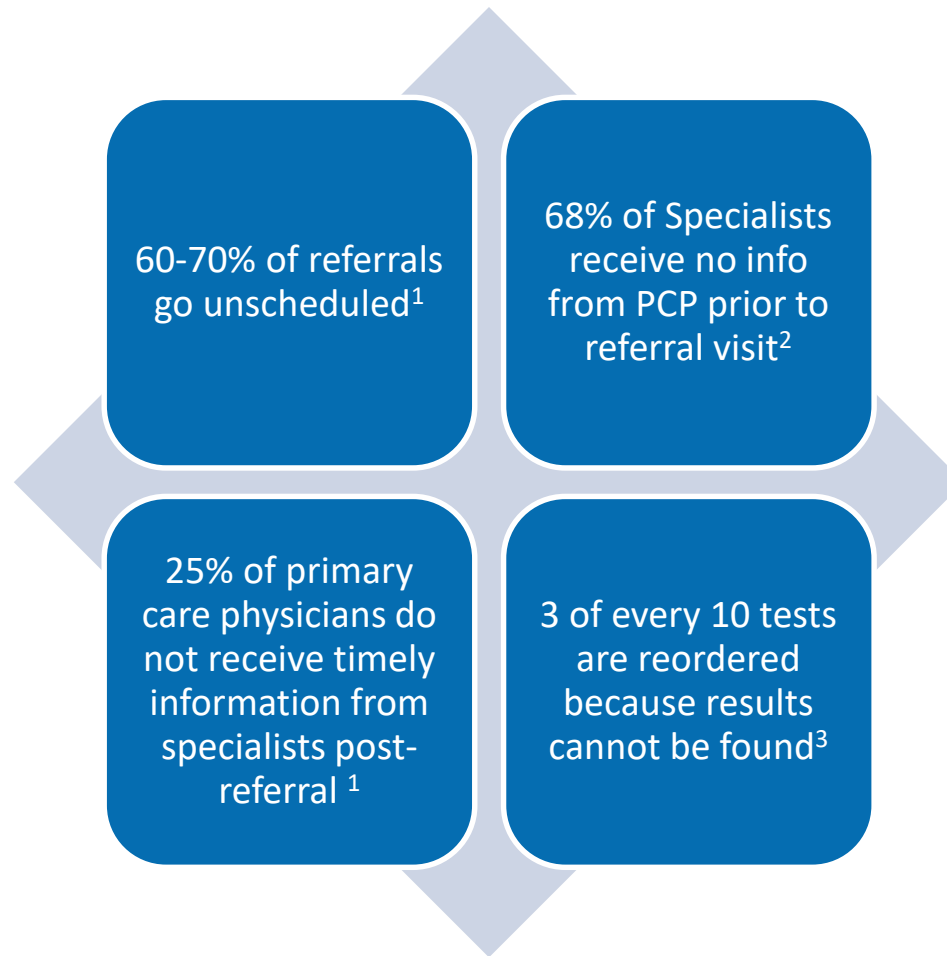 60-70% of referrals
go unscheduled¹
68% of Specialists
receive no info
from PCP prior to
referral visit²
25% of primary
care physicians do
not receive timely
information from
specialists post-
referral ¹
3 of every 10 tests
are reordered
because results
cannot be found³